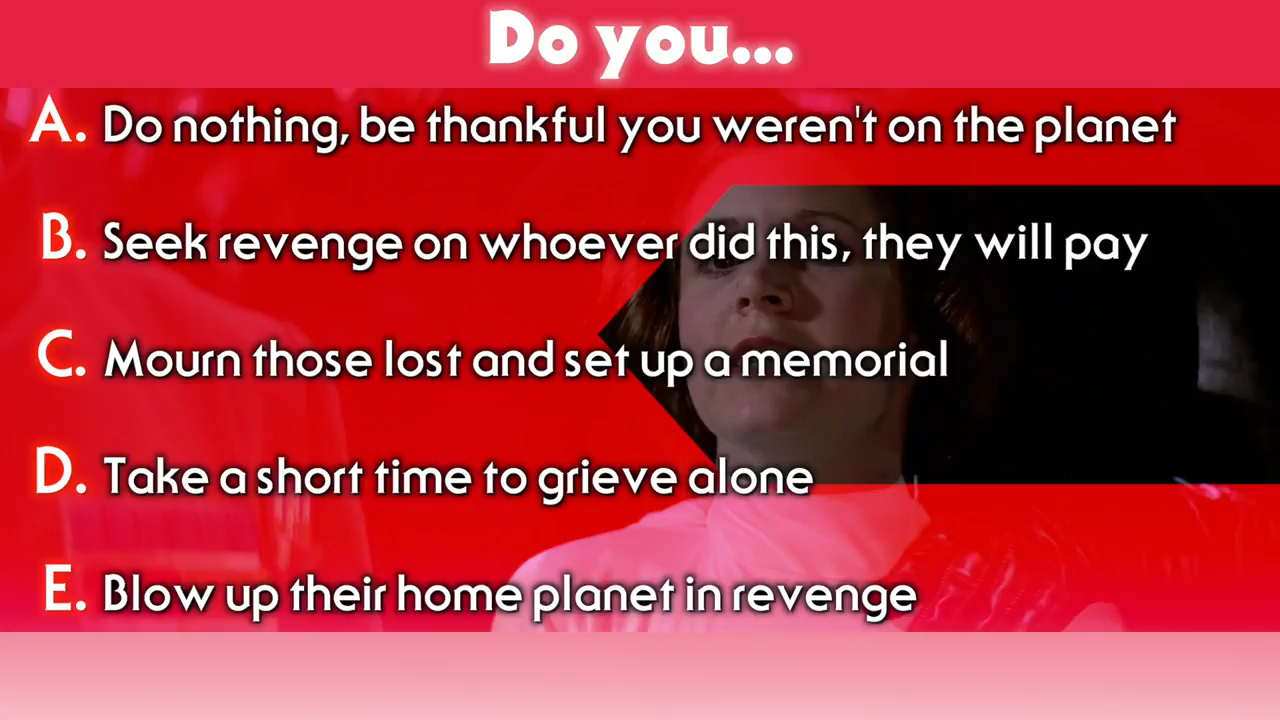 Do you...
A. Do nothing, be thankful you weren't on the planet
B. Seek revenge on whoever did this, they will pay
C. Mourn those lost and set up a memorial
D. Take a short time to grieve alone
E. Blow up their home planet in revenge